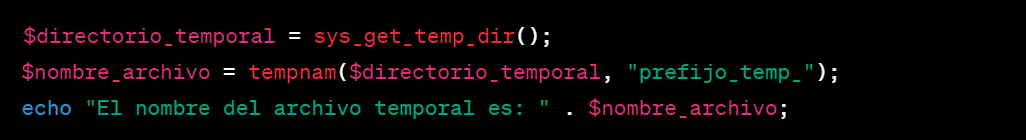 $directorio_temporal = sys_get_temp_dir();
$nombre_archivo = tempnam($directorio_temporal, "prefijo_temp_");
echo "El nombre del archivo temporal es: " . $nombre_archivo;